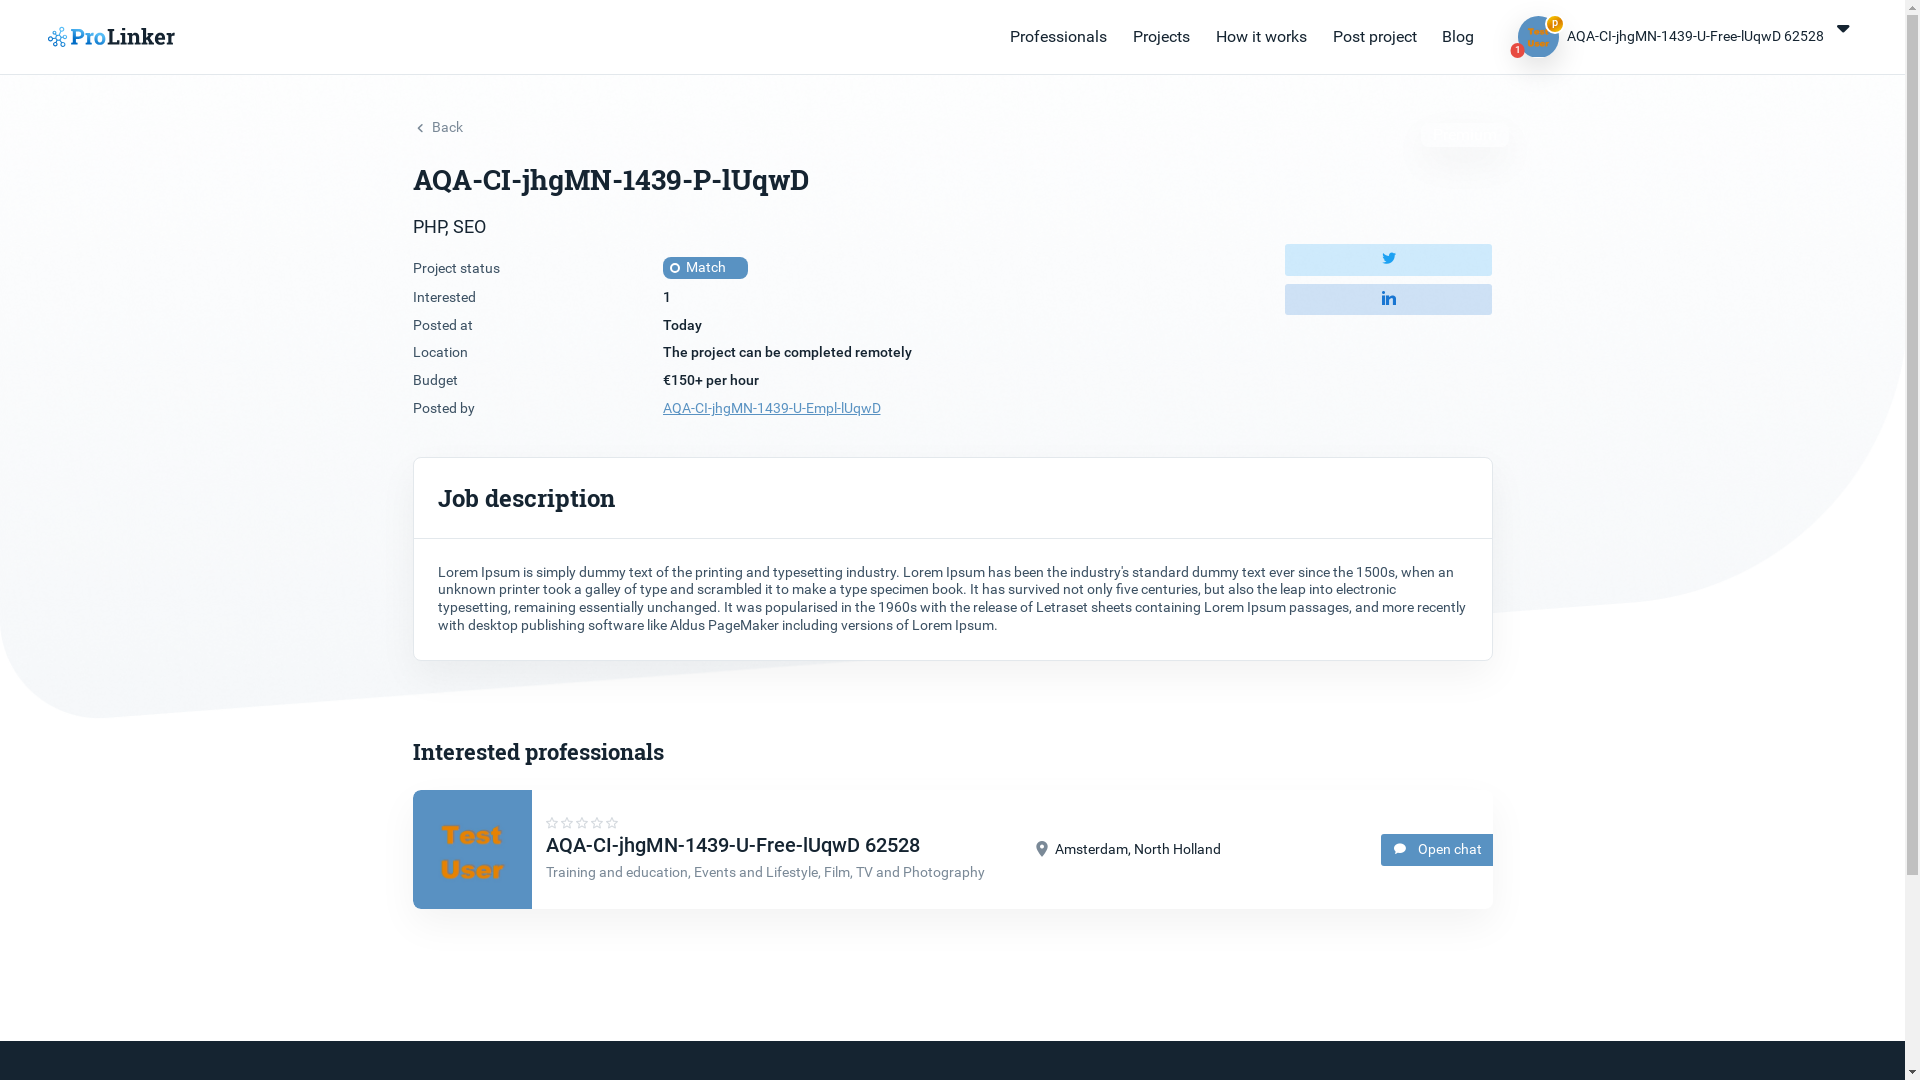 ProLinker
Professionals
Projects
How it works
Post project
Blog
p
1
Test
User
AQA-CI-jhgMN-1439-U-Free-lUqwD 62528
Back
AQA-CI-jhgMN-1439-P-lUqwD
PHP, SEO
Project status
Match
Interested
1
Posted at
Today
Location
The project can be completed remotely
Budget
€150+ per hour
Posted by
AQA-CI-jhgMN-1439-U-Empl-lUqwD
in
Job description
Lorem Ipsum is simply dummy text of the printing and typesetting industry. Lorem Ipsum has been the industry's standard dummy text ever since the 1500s, when an
unknown printer took a galley of type and scrambled it to make a type specimen book. It has survived not only five centuries, but also the leap into electronic
typesetting, remaining essentially unchanged. It was popularised in the 1960s with the release of Letraset sheets containing Lorem Ipsum passages, and more recently
with desktop publishing software like Aldus PageMaker including versions of Lorem Ipsum.
Interested professionals
Test
User
AQA-CI-jhgMN-1439-U-Free-lUqwD 62528
Training and education, Events and Lifestyle, Film, TV and Photography
Amsterdam, North Holland
Open chat